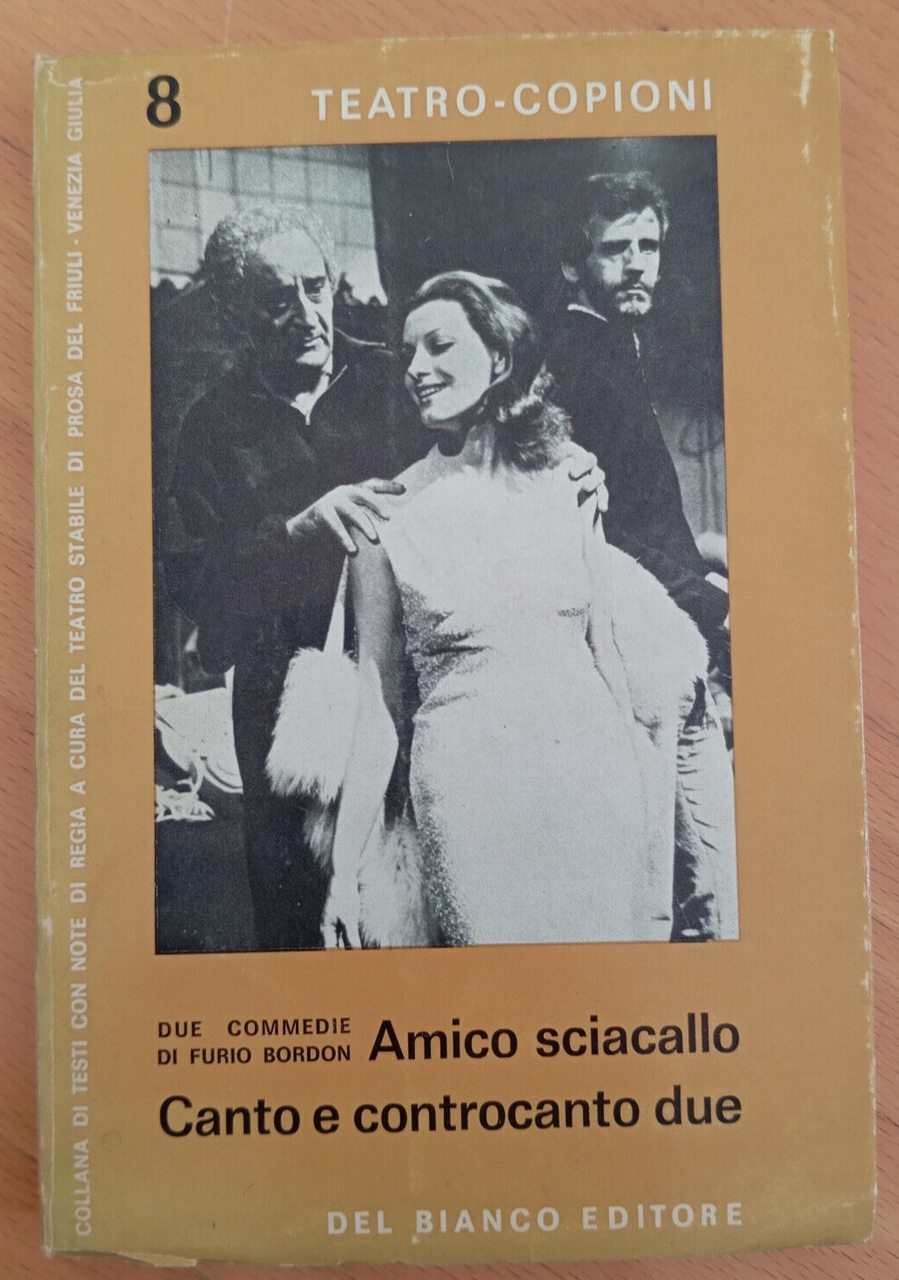 8
TEATRO-COPIONI
COLLANA DI TESTI CON NOTE DI REGIA A CURA DEL TEATRO STABILE DI PROSA DEL FRIULI-VENEZIA GIULIA
DUE COMMEDIE
DI FURIO BORDON
Amico sciacallo
Canto e controcanto due
DEL BIANCO EDITORE